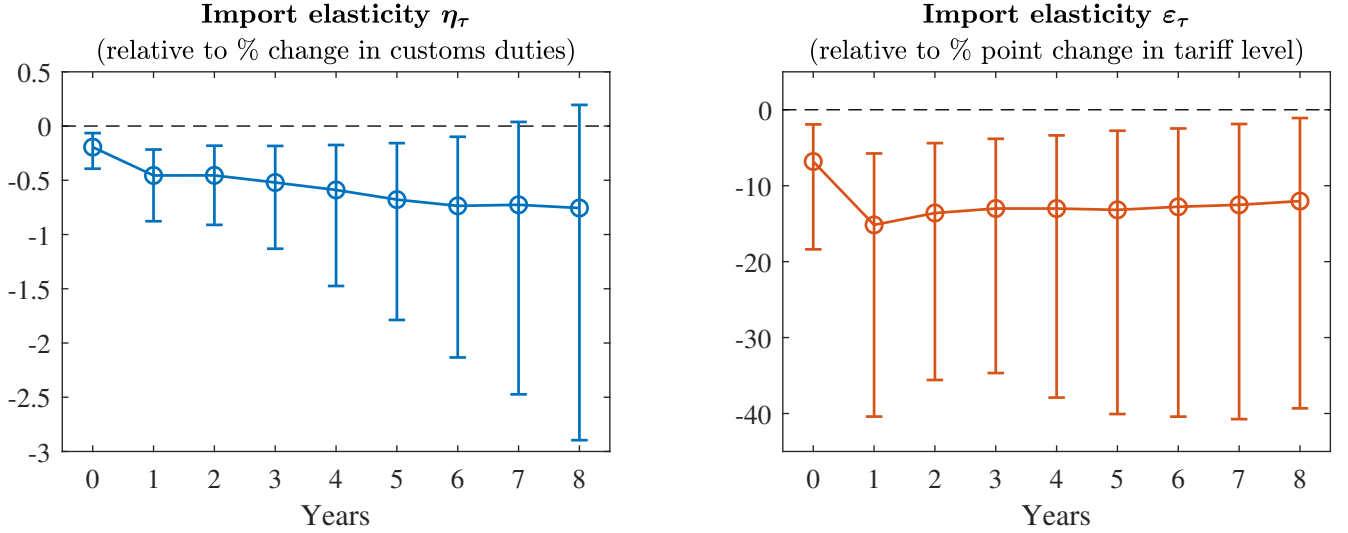 Import elasticity ητ
(relative to % change in customs duties)
0.5
0
-0.5
-1
-1.5
-2
-2.5
-3
0 1 2 3 4 5 6 7 8
Years
Import elasticity ετ
(relative to % point change in tariff level)
0
-10
-20
-30
-40
0 1 2 3 4 5 6 7 8
Years